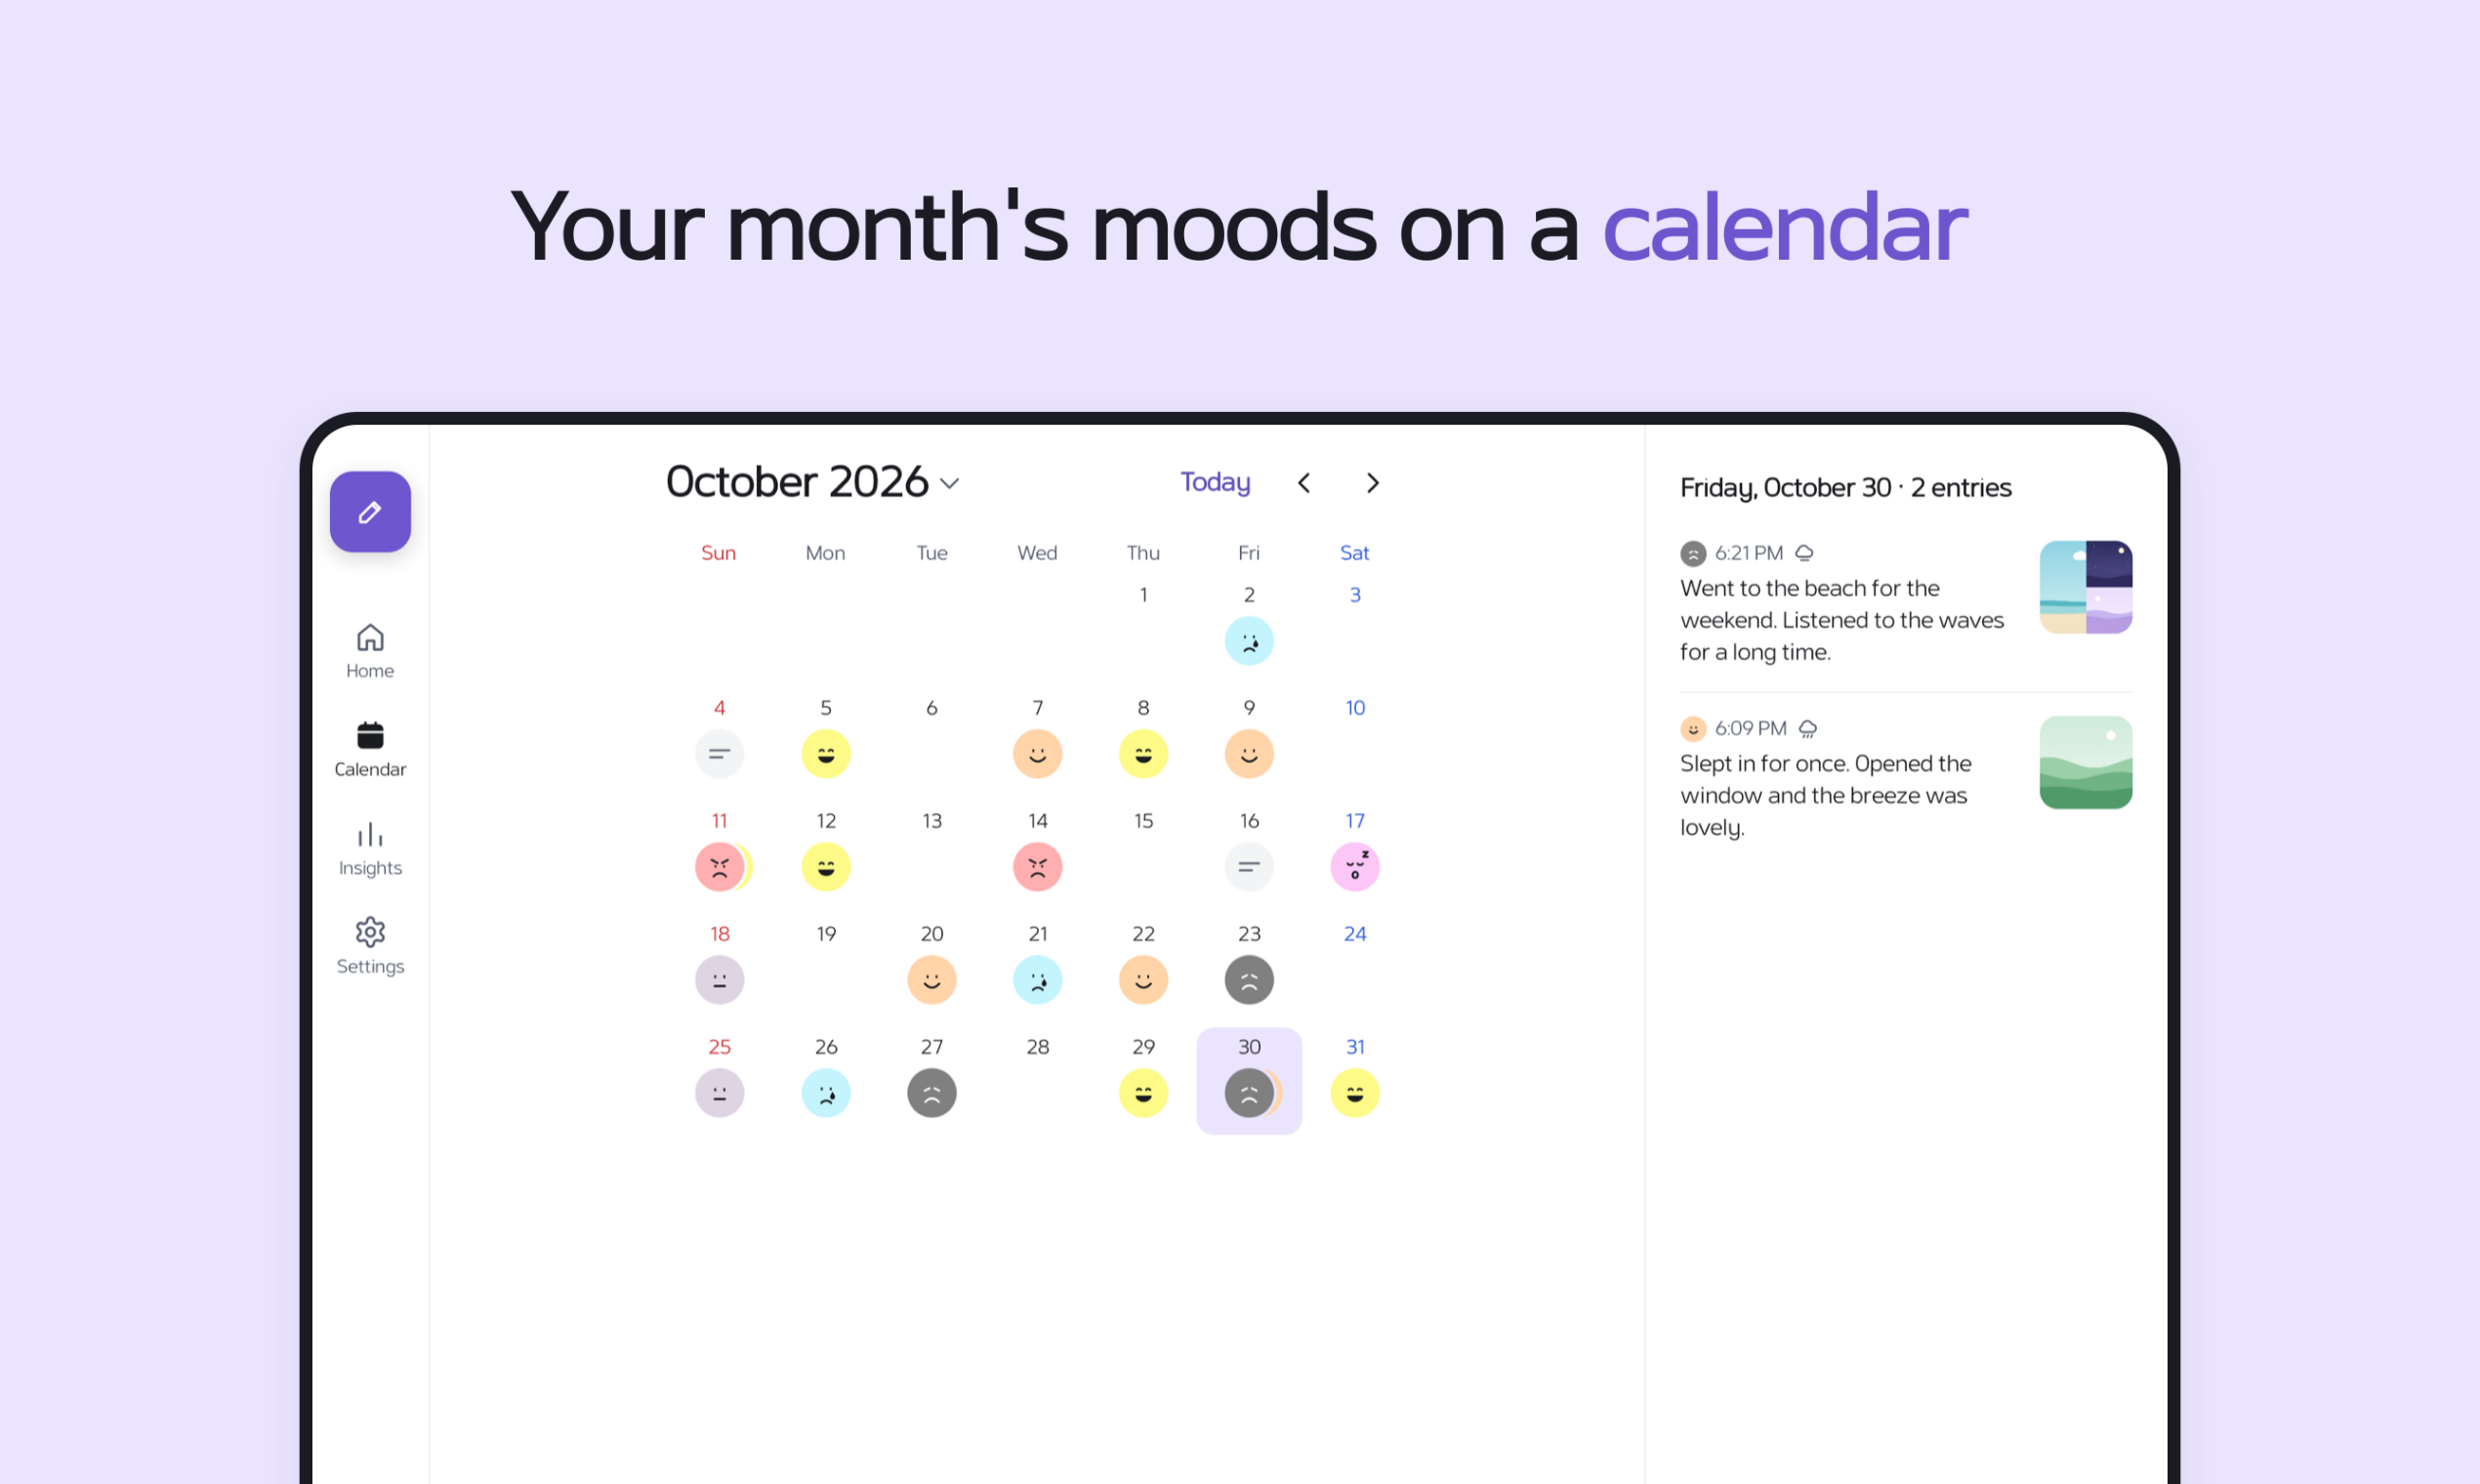 Your month's moods on a calendar
Home
Calendar
Insights
Settings
October 2026
Today
Sun Mon Tue Wed Thu Fri Sat
1 2 3
4 5 6 7 8 9 10
11 12 13 14 15 16 17
z
18 19 20 21 22 23 24
25 26 27 28 29 30 31
Friday, October 30 · 2 entries
6:21 PM
Went to the beach for the
weekend. Listened to the waves
for a long time.
6:09 PM
Slept in for once. Opened the
window and the breeze was
lovely.